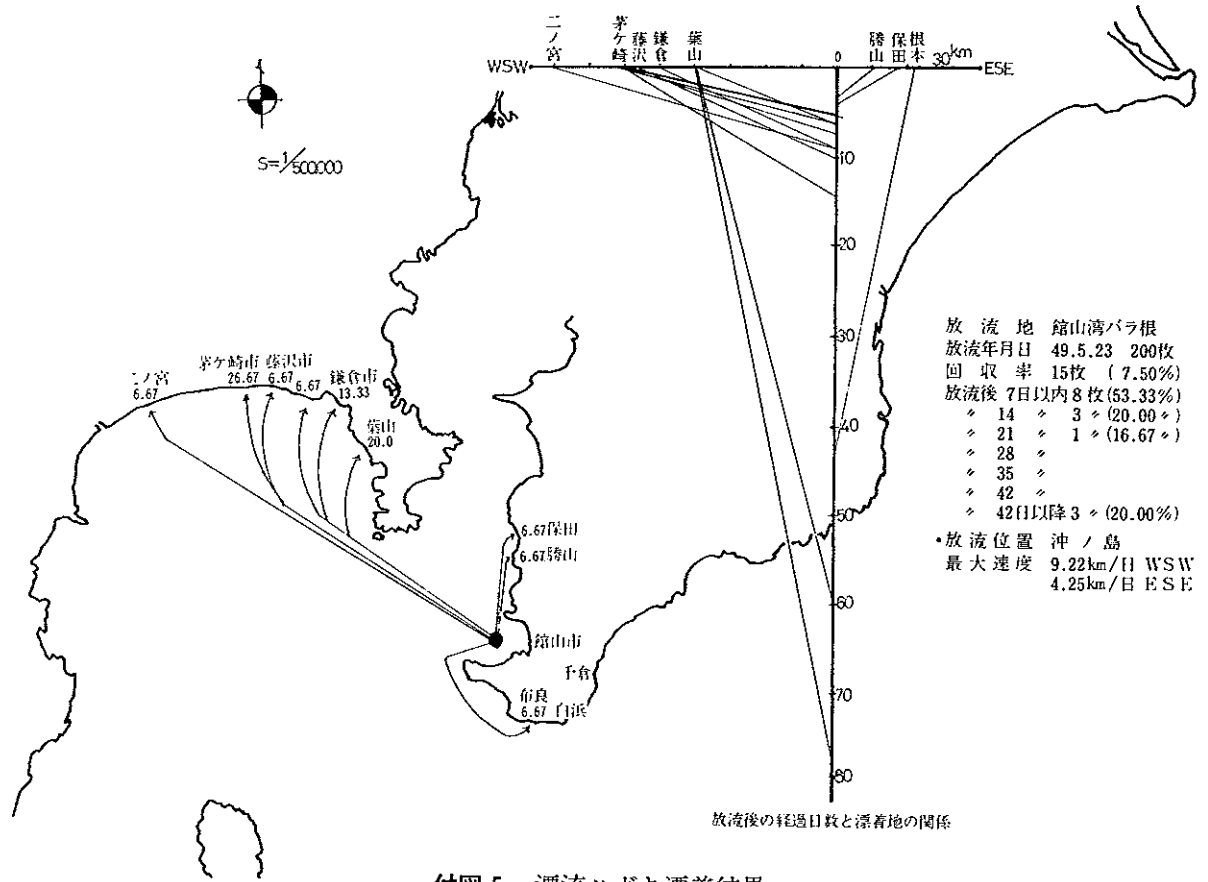 二ノ宮 茅ケ崎 藤沢 鎌倉 葉山 0 勝山 保田 根本 30km
WSW ESE
S=1/500000
10
20
30
40
50
60
70
80
放流後の経過日数と漂着地の関係
二ノ宮
6.67
茅ケ崎市
26.67
藤沢市
6.67
6.67
鎌倉市
13.33
葉山
20.0
6.67 保田
6.67 勝山
館山市
千倉
布良
6.67 白浜
放流地 館山湾バラ根
放流年月日 49.5.23 200枚
回収率 15枚 (7.50%)
放流後 7日以内8枚(53.33%)
〃 14 〃 3 〃(20.00〃)
〃 21 〃 1 〃(16.67〃)
〃 28 〃
〃 35 〃
〃 42 〃
〃 42日以降3 〃(20.00%)
•放流位置 沖ノ島
最大速度 9.22km/日 WSW
4.25km/日 ESE